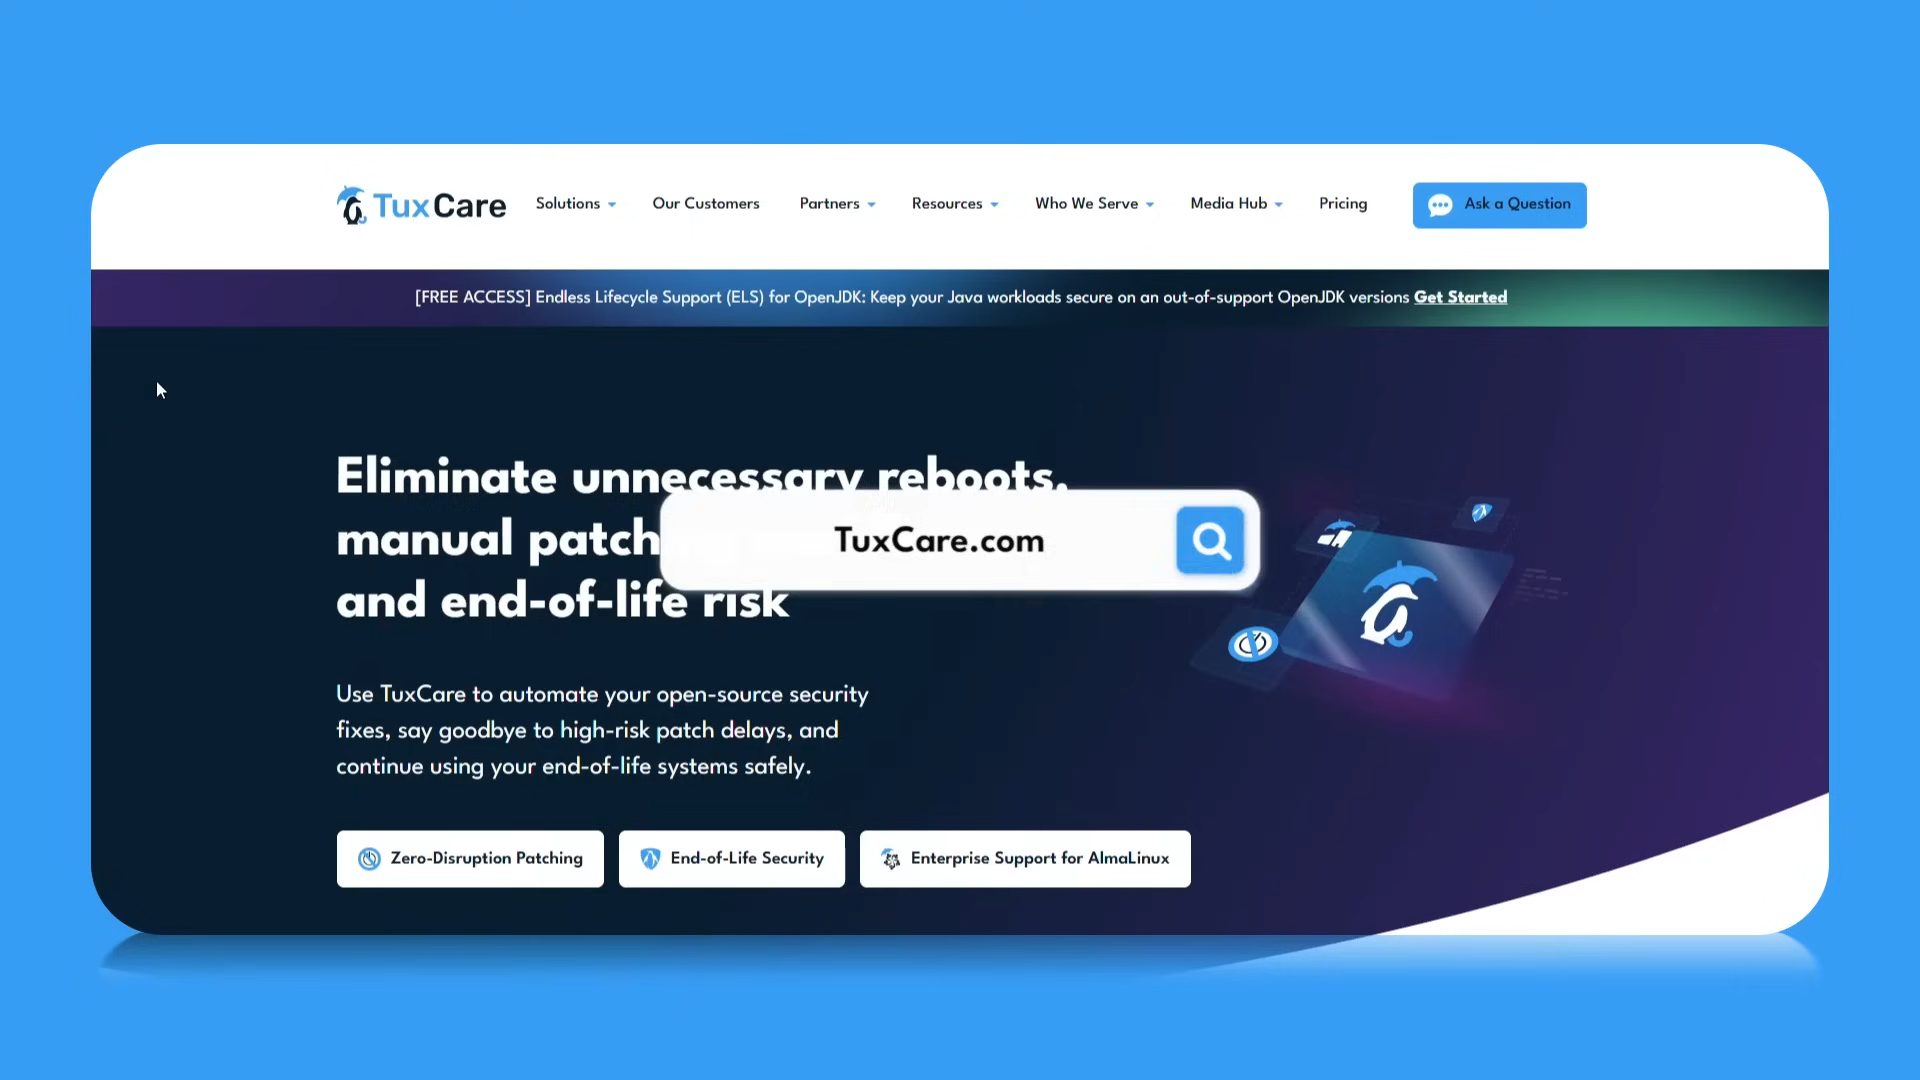 TuxCare
Solutions
Our Customers
Partners
Resources
Who We Serve
Media Hub
Pricing
Ask a Question
[FREE ACCESS] Endless Lifecycle Support (ELS) for OpenJDK: Keep your Java workloads secure on an out-of-support OpenJDK versions Get Started
Eliminate unnecessary reboots,
manual patch
and end-of-life risk
TuxCare.com
Use TuxCare to automate your open-source security
fixes, say goodbye to high-risk patch delays, and
continue using your end-of-life systems safely.
Zero-Disruption Patching
End-of-Life Security
Enterprise Support for AlmaLinux